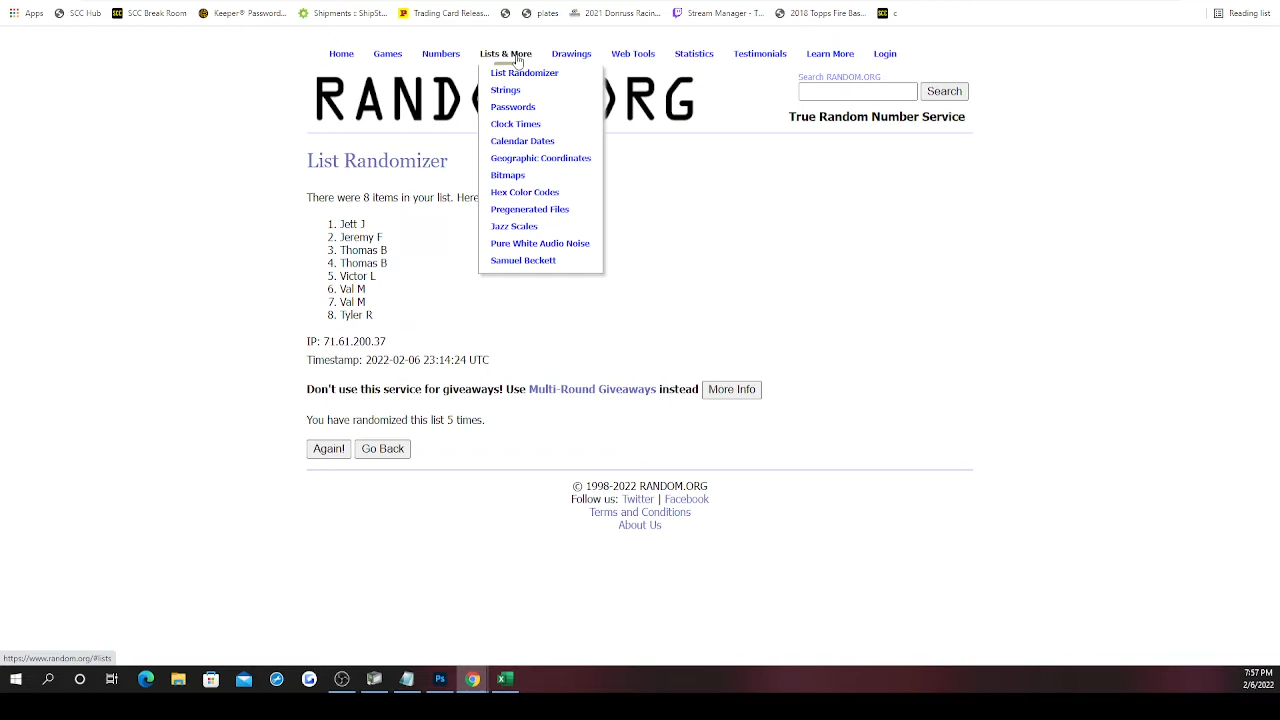 Apps SCC Hub SCC Break Room Keeper® Password... Shipments :: ShipSt... Trading Card Releas... plates 2021 Donruss Racin... Stream Manager - T... 2018 Topps Fire Bas... c Reading list
Home Games Numbers Lists & More Drawings Web Tools Statistics Testimonials Learn More Login
List Randomizer
Strings
Passwords
Clock Times
Calendar Dates
Geographic Coordinates
Bitmaps
Hex Color Codes
Pregenerated Files
Jazz Scales
Pure White Audio Noise
Samuel Beckett
RAND RG
Search RANDOM.ORG
Search
True Random Number Service
List Randomizer
There were 8 items in your list. Here
1. Jett J
2. Jeremy F
3. Thomas B
4. Thomas B
5. Victor L
6. Val M
7. Val M
8. Tyler R
IP: 71.61.200.37
Timestamp: 2022-02-06 23:14:24 UTC
Don't use this service for giveaways! Use Multi-Round Giveaways instead More Info
You have randomized this list 5 times.
Again! Go Back
© 1998-2022 RANDOM.ORG
Follow us: Twitter | Facebook
Terms and Conditions
About Us
https://www.random.org/#lists
7:57 PM
2/6/2022